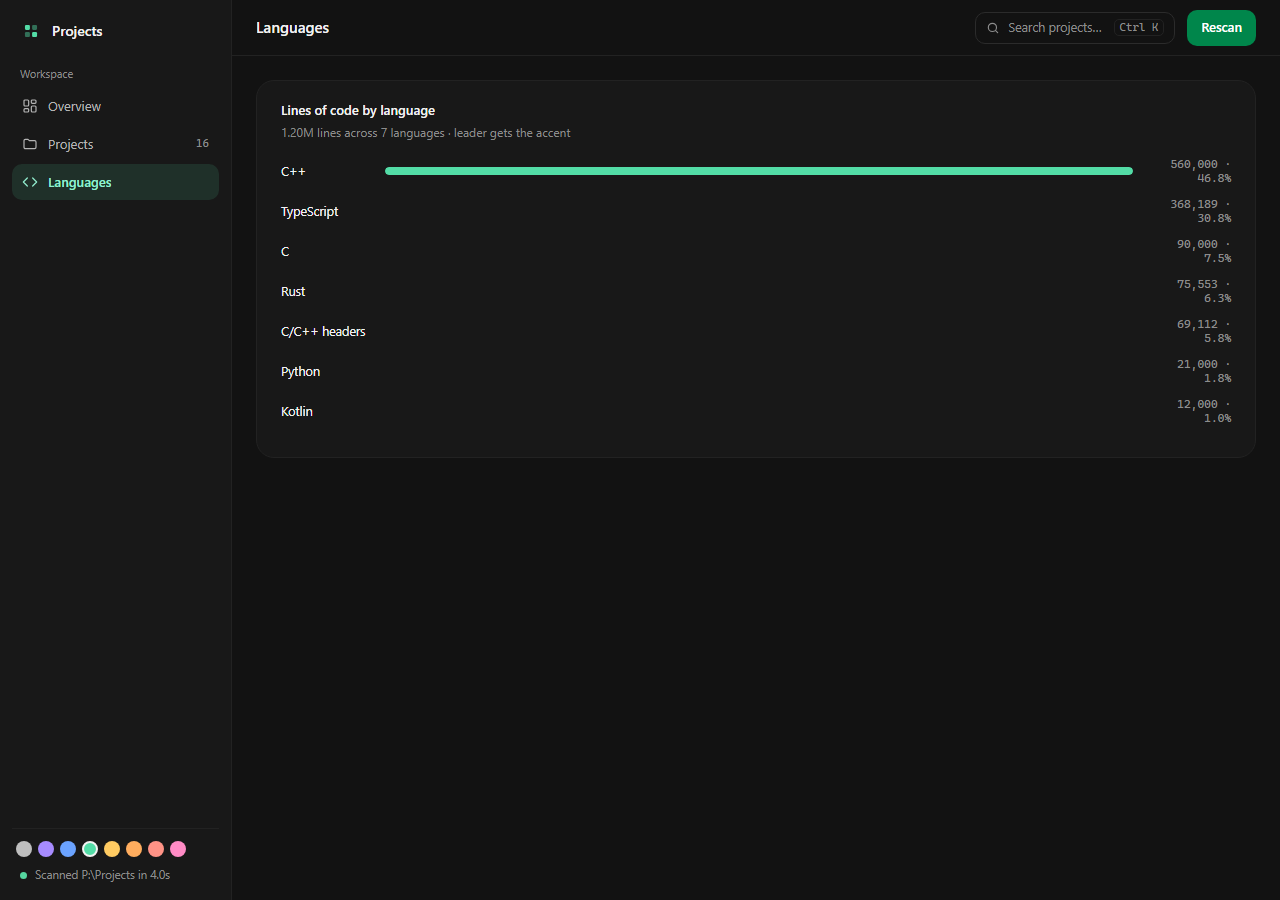 Projects
Languages
Search projects...
Ctrl K
Rescan
Workspace
Overview
Projects
16
Languages
Lines of code by language
1.20M lines across 7 languages · leader gets the accent
C++
560,000 ·
46.8%
TypeScript
368,189 ·
30.8%
C
90,000 ·
7.5%
Rust
75,553 ·
6.3%
C/C++ headers
69,112 ·
5.8%
Python
21,000 ·
1.8%
Kotlin
12,000 ·
1.0%
Scanned P:\Projects in 4.0s